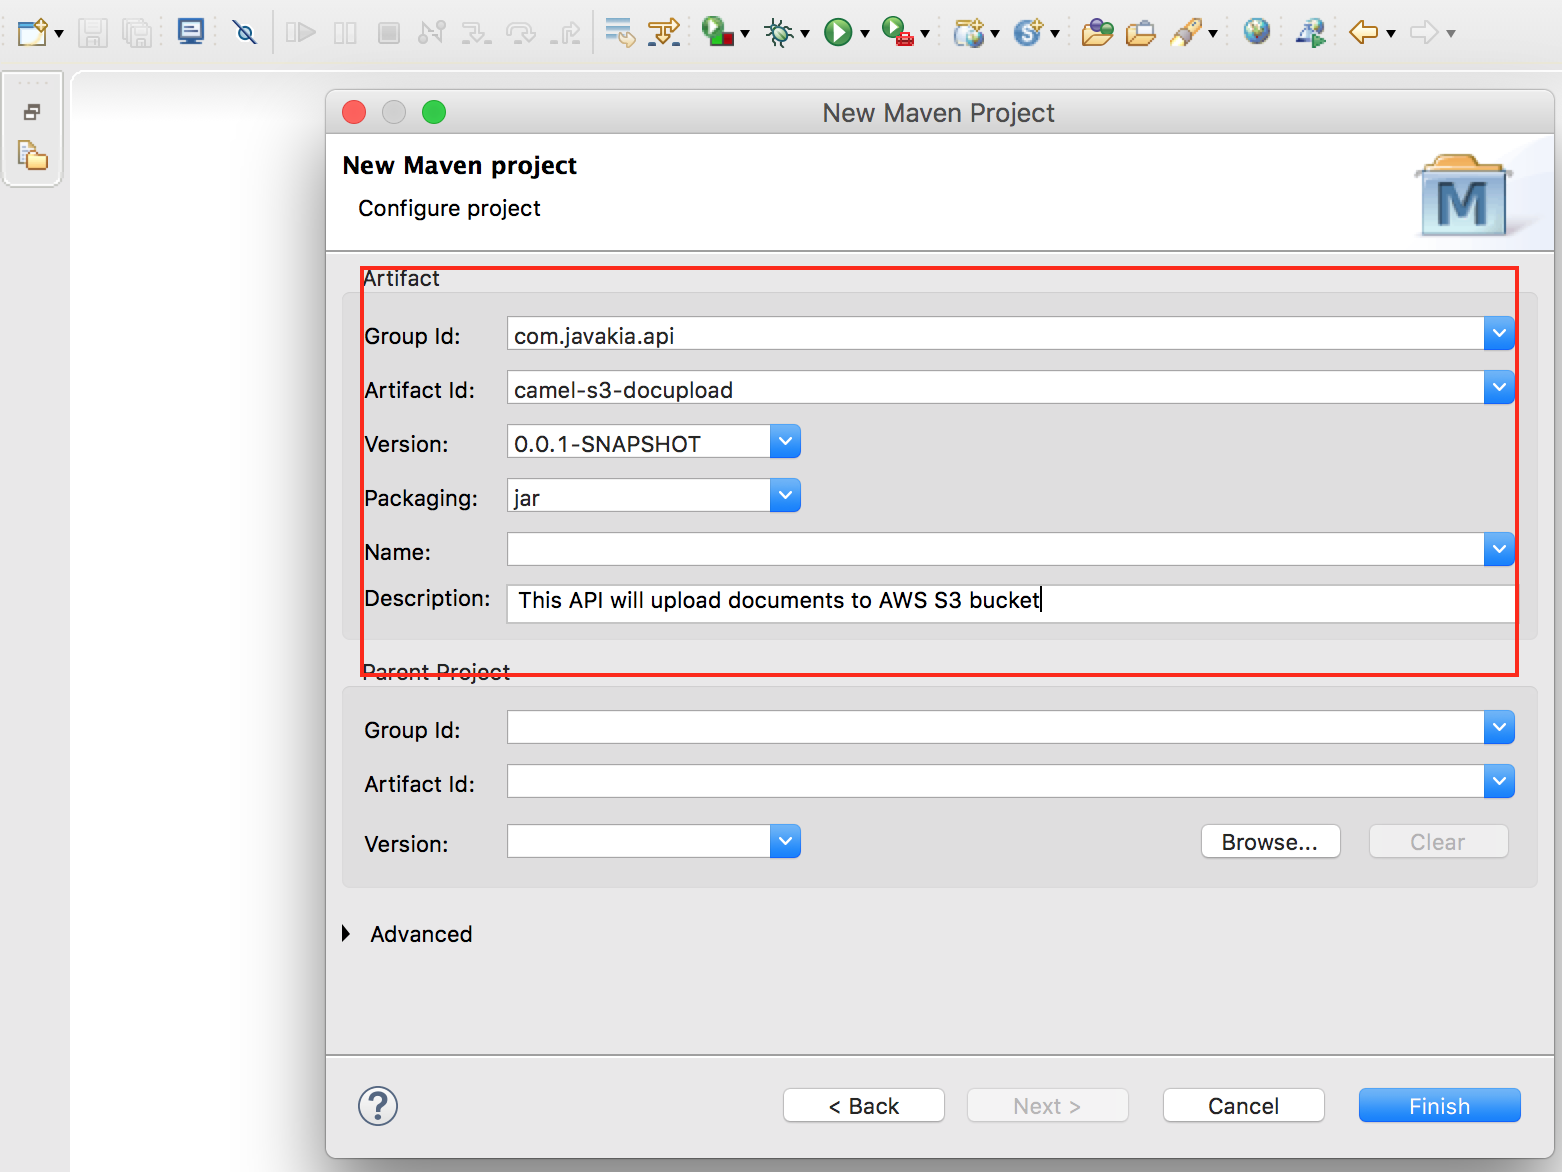 New Maven Project
New Maven project
Configure project
M
Artifact
Group Id: com.javakia.api
Artifact Id: camel-s3-docupload
Version: 0.0.1-SNAPSHOT
Packaging: jar
Name:
Description: This API will upload documents to AWS S3 bucket
Parent Project
Group Id:
Artifact Id:
Version: Browse... Clear
Advanced
? < Back Next > Cancel Finish